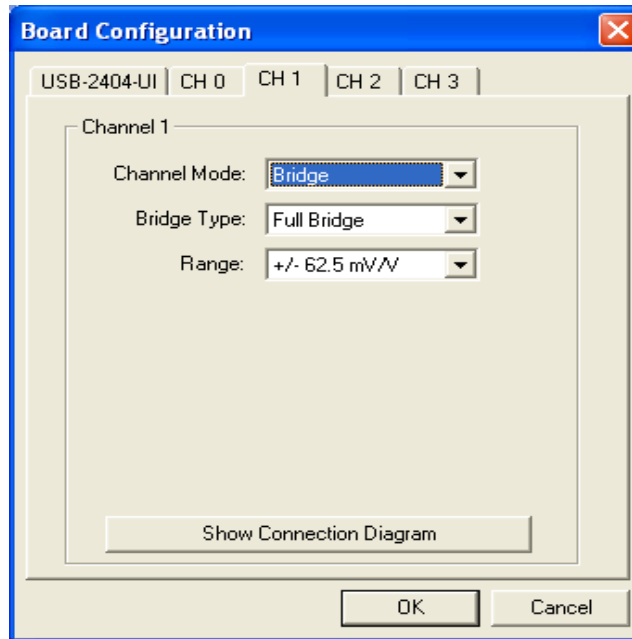 Board Configuration
USB-2404-UI CH 0 CH 1 CH 2 CH 3
Channel 1
Channel Mode: Bridge
Bridge Type: Full Bridge
Range: +/- 62.5 mV/V
Show Connection Diagram
OK Cancel